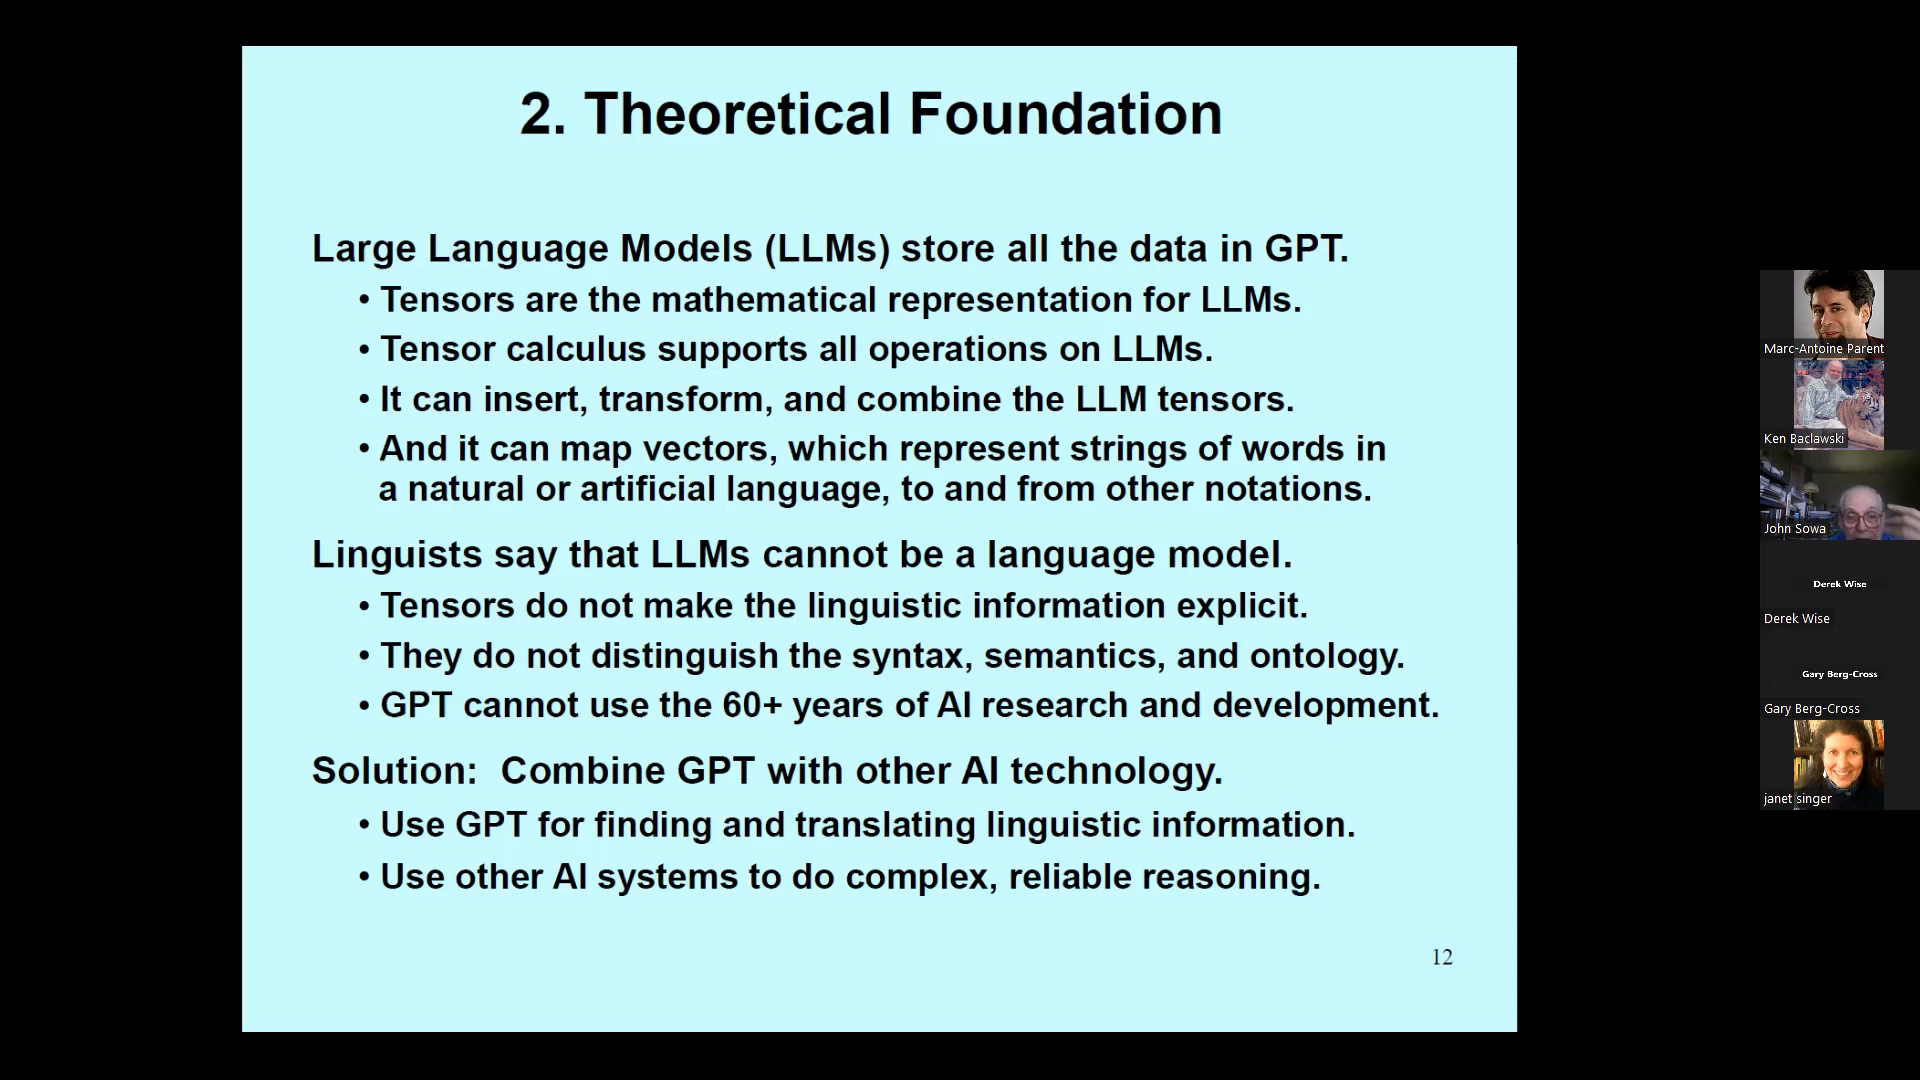 2. Theoretical Foundation
Large Language Models (LLMs) store all the data in GPT.
• Tensors are the mathematical representation for LLMs.
• Tensor calculus supports all operations on LLMs.
• It can insert, transform, and combine the LLM tensors.
• And it can map vectors, which represent strings of words in
a natural or artificial language, to and from other notations.
Linguists say that LLMs cannot be a language model.
• Tensors do not make the linguistic information explicit.
• They do not distinguish the syntax, semantics, and ontology.
• GPT cannot use the 60+ years of AI research and development.
Solution: Combine GPT with other AI technology.
• Use GPT for finding and translating linguistic information.
• Use other AI systems to do complex, reliable reasoning.
12
Marc-Antoine Parent
Ken Baclawski
John Sowa
Derek Wise
Derek Wise
Gary Berg-Cross
Gary Berg-Cross
janet singer